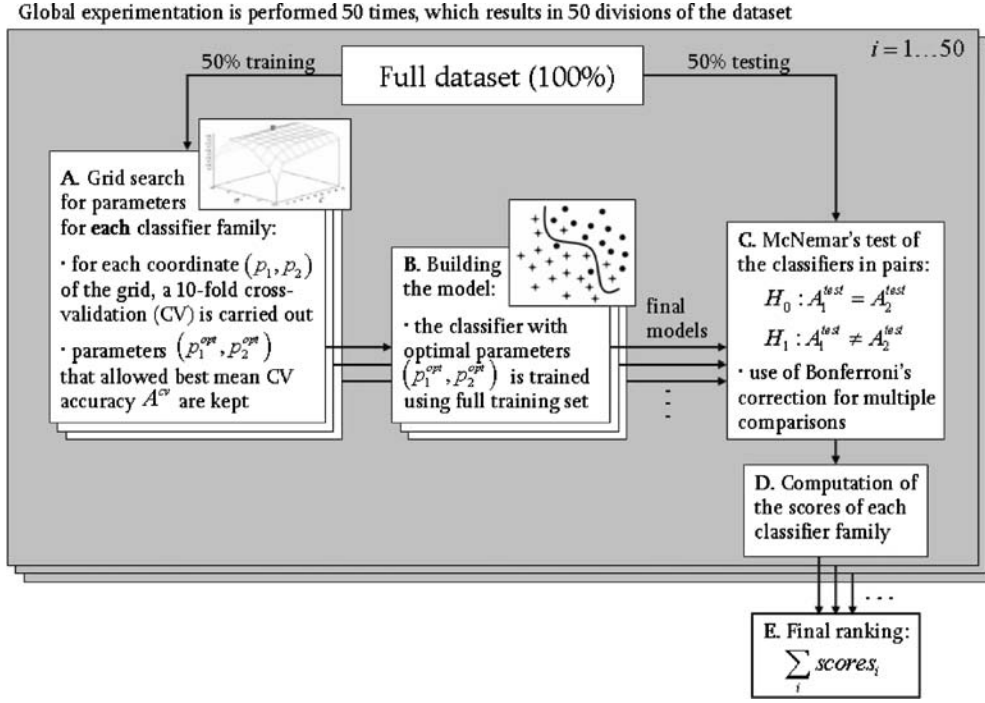 Global experimentation is performed 50 times, which results in 50 divisions of the dataset
i = 1…50
50% training
Full dataset (100%)
50% testing
A. Grid search
for parameters
for each classifier family:
· for each coordinate (p₁, p₂)
of the grid, a 10-fold cross-
validation (CV) is carried out
· parameters (p₁ᵒᵖᵗ, p₂ᵒᵖᵗ)
that allowed best mean CV
accuracy Aᶜᵛ are kept
B. Building
the model:
· the classifier with
optimal parameters
(p₁ᵒᵖᵗ, p₂ᵒᵖᵗ) is trained
using full training set
final
models
C. McNemar's test of
the classifiers in pairs:
H₀ : A₁ᵗᵉˢᵗ = A₂ᵗᵉˢᵗ
H₁ : A₁ᵗᵉˢᵗ ≠ A₂ᵗᵉˢᵗ
· use of Bonferroni's
correction for multiple
comparisons
D. Computation of
the scores of each
classifier family
E. Final ranking:
∑ᵢ scoresᵢ